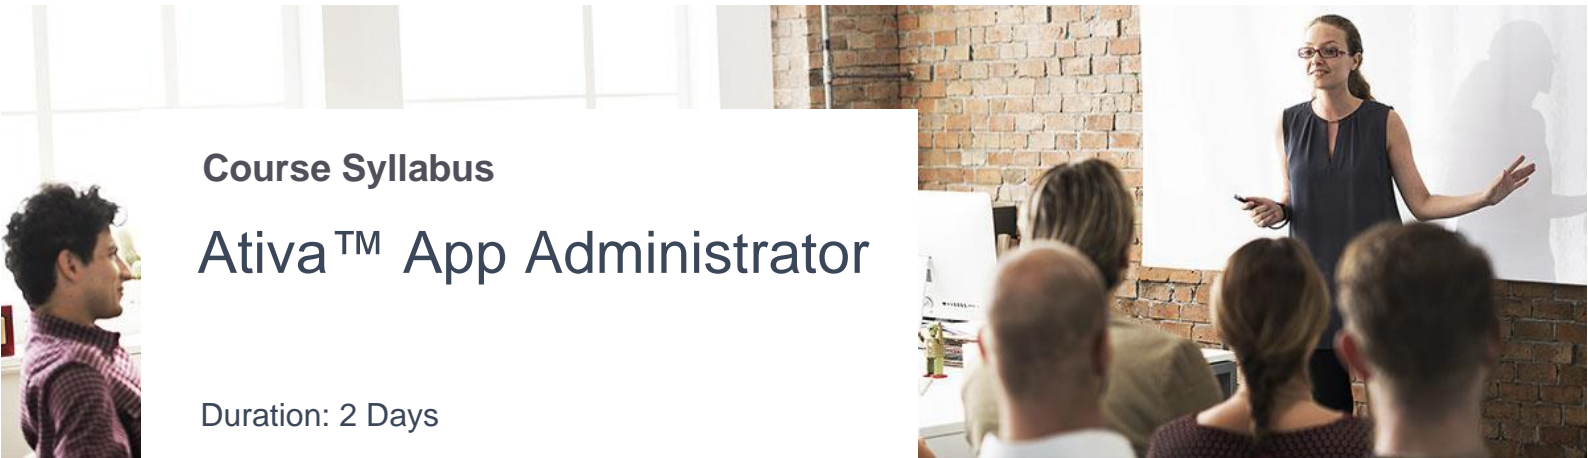 Course Syllabus
Ativa™ App Administrator
Duration: 2 Days